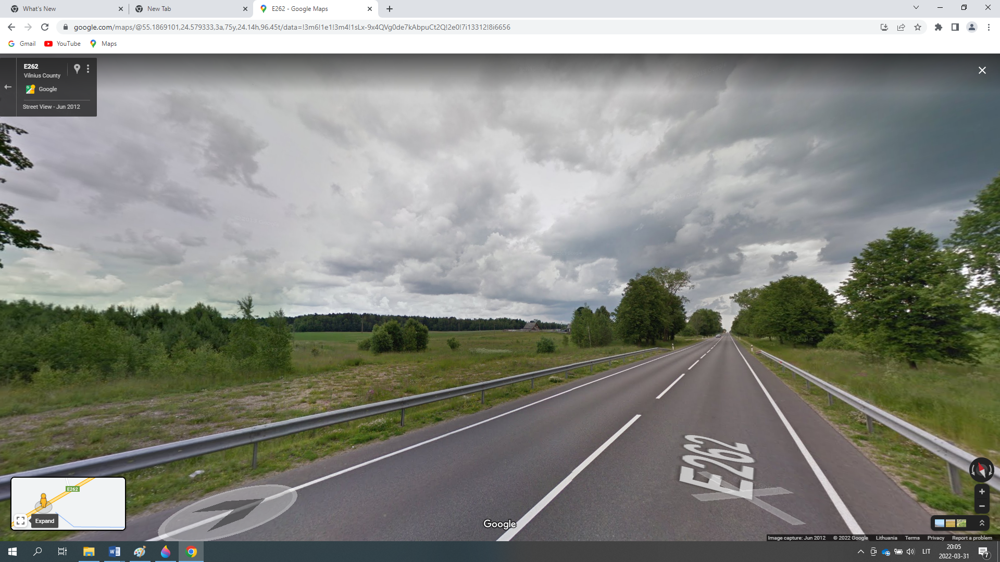 What's New
New Tab
E262 - Google Maps
google.com/maps/@55.1869101,24.579333,3a,75y,24.14h,96.45t/data=!3m6!1e1!3m4!1sLx-9x4QVg0de7kAbpuCt2Q!2e0!7i13312!8i6656
Gmail
YouTube
Maps
E262
Vilnius County
Google
Street View - Jun 2012
E262
E262
Expand
Google
Image capture: Jun 2012 © 2022 Google Lithuania Terms Privacy Report a problem
LIT
20:05
2022-03-31
7